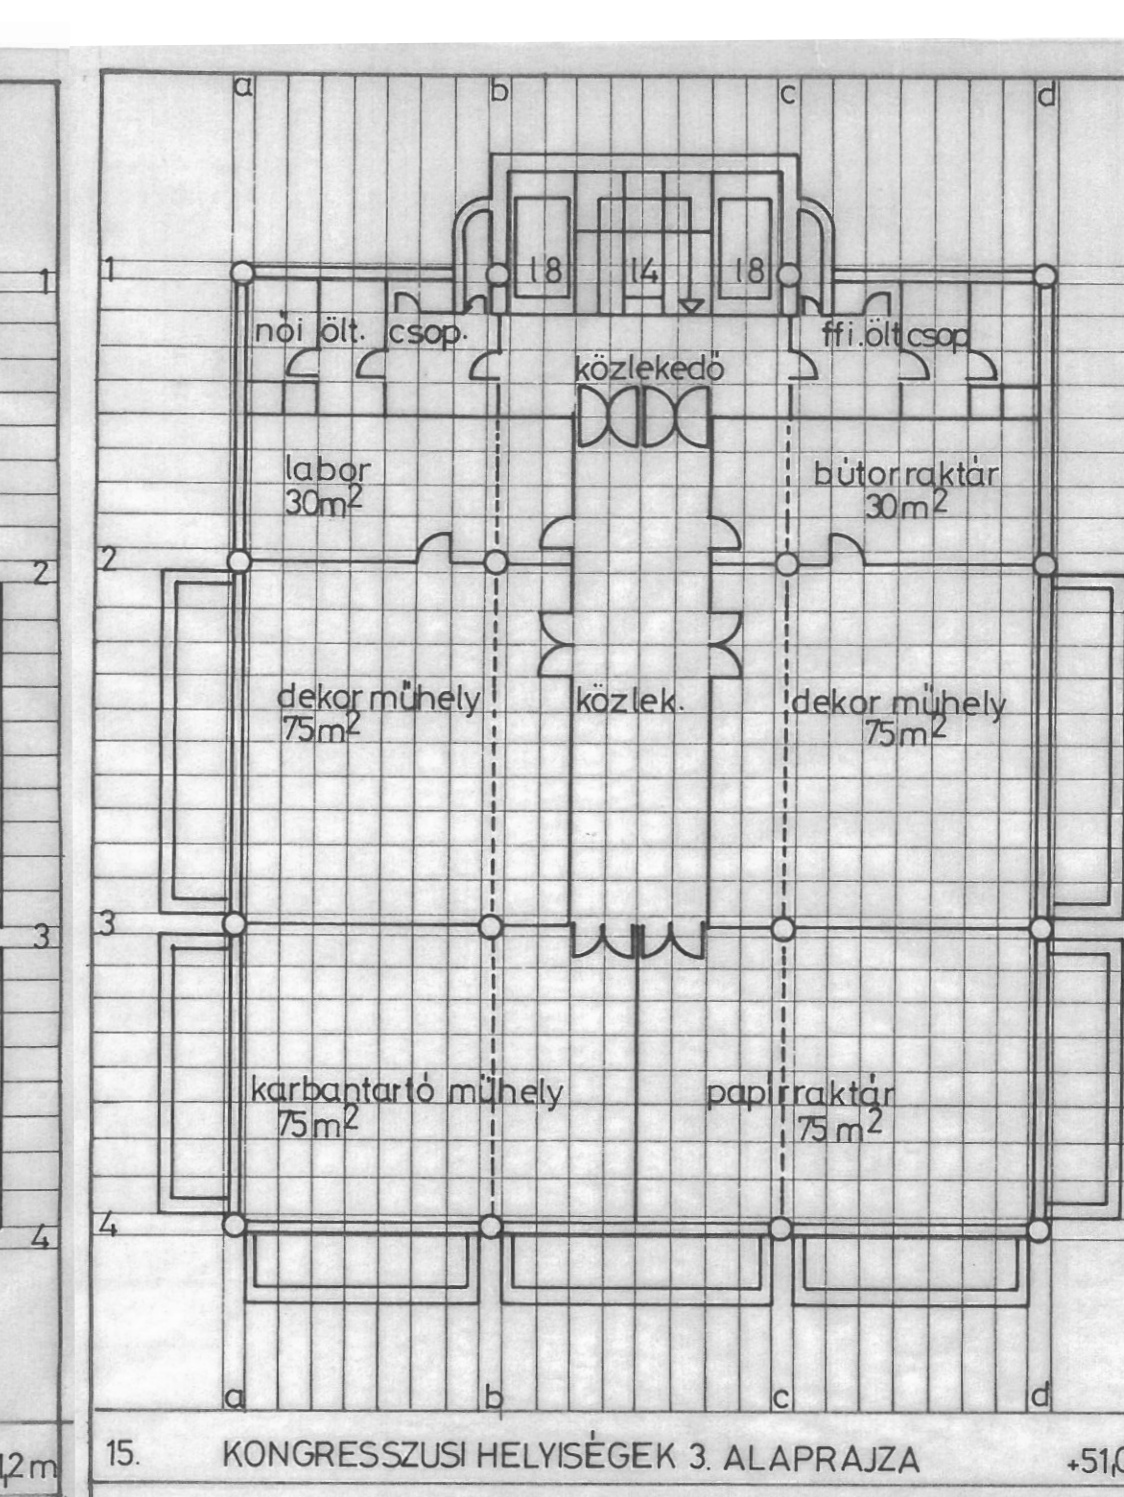 a b c d
1 1
18 14 18
női ölt. csop. ffi.ölt csop
közlekedő
labor
30m2
bútorraktár
30m2
2 2
dekor műhely
75m2
közlek.
dekor műhely
75m2
3 3
karbantartó műhely
75m2
papírraktár
75m2
4 4
a b c d
15. KONGRESSZUSI HELYISÉGEK 3. ALAPRAJZA